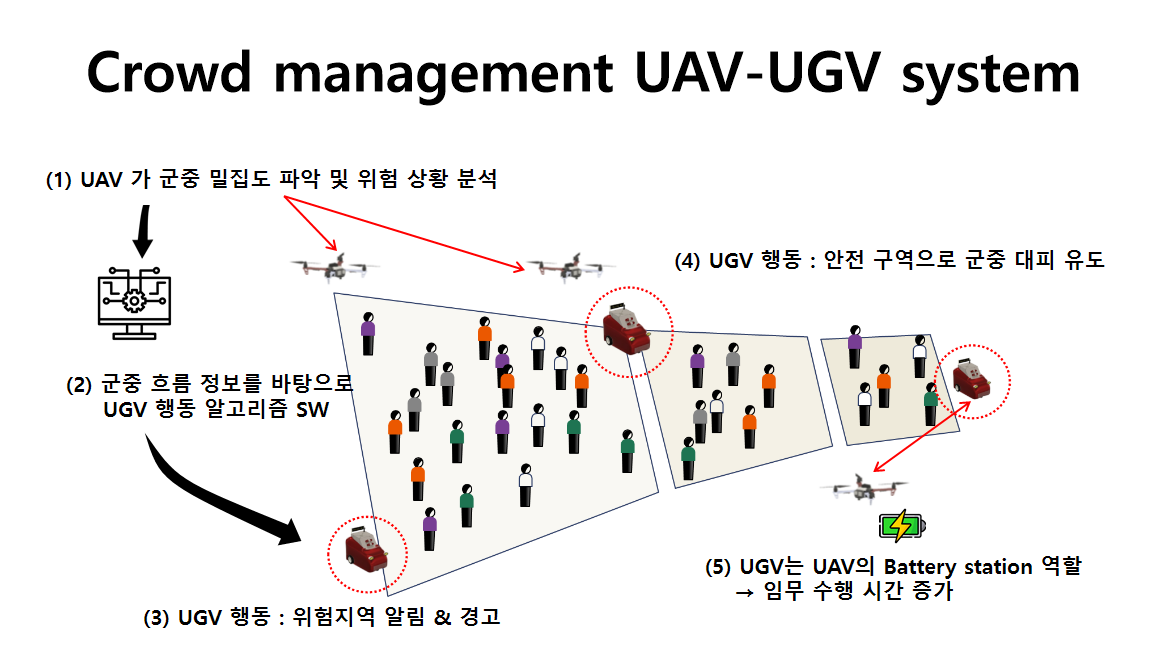 Crowd management UAV-UGV system
(1) UAV 가 군중 밀집도 파악 및 위험 상황 분석
(4) UGV 행동 : 안전 구역으로 군중 대피 유도
(2) 군중 흐름 정보를 바탕으로
UGV 행동 알고리즘 SW
(5) UGV는 UAV의 Battery station 역할
→ 임무 수행 시간 증가
(3) UGV 행동 : 위험지역 알림 & 경고